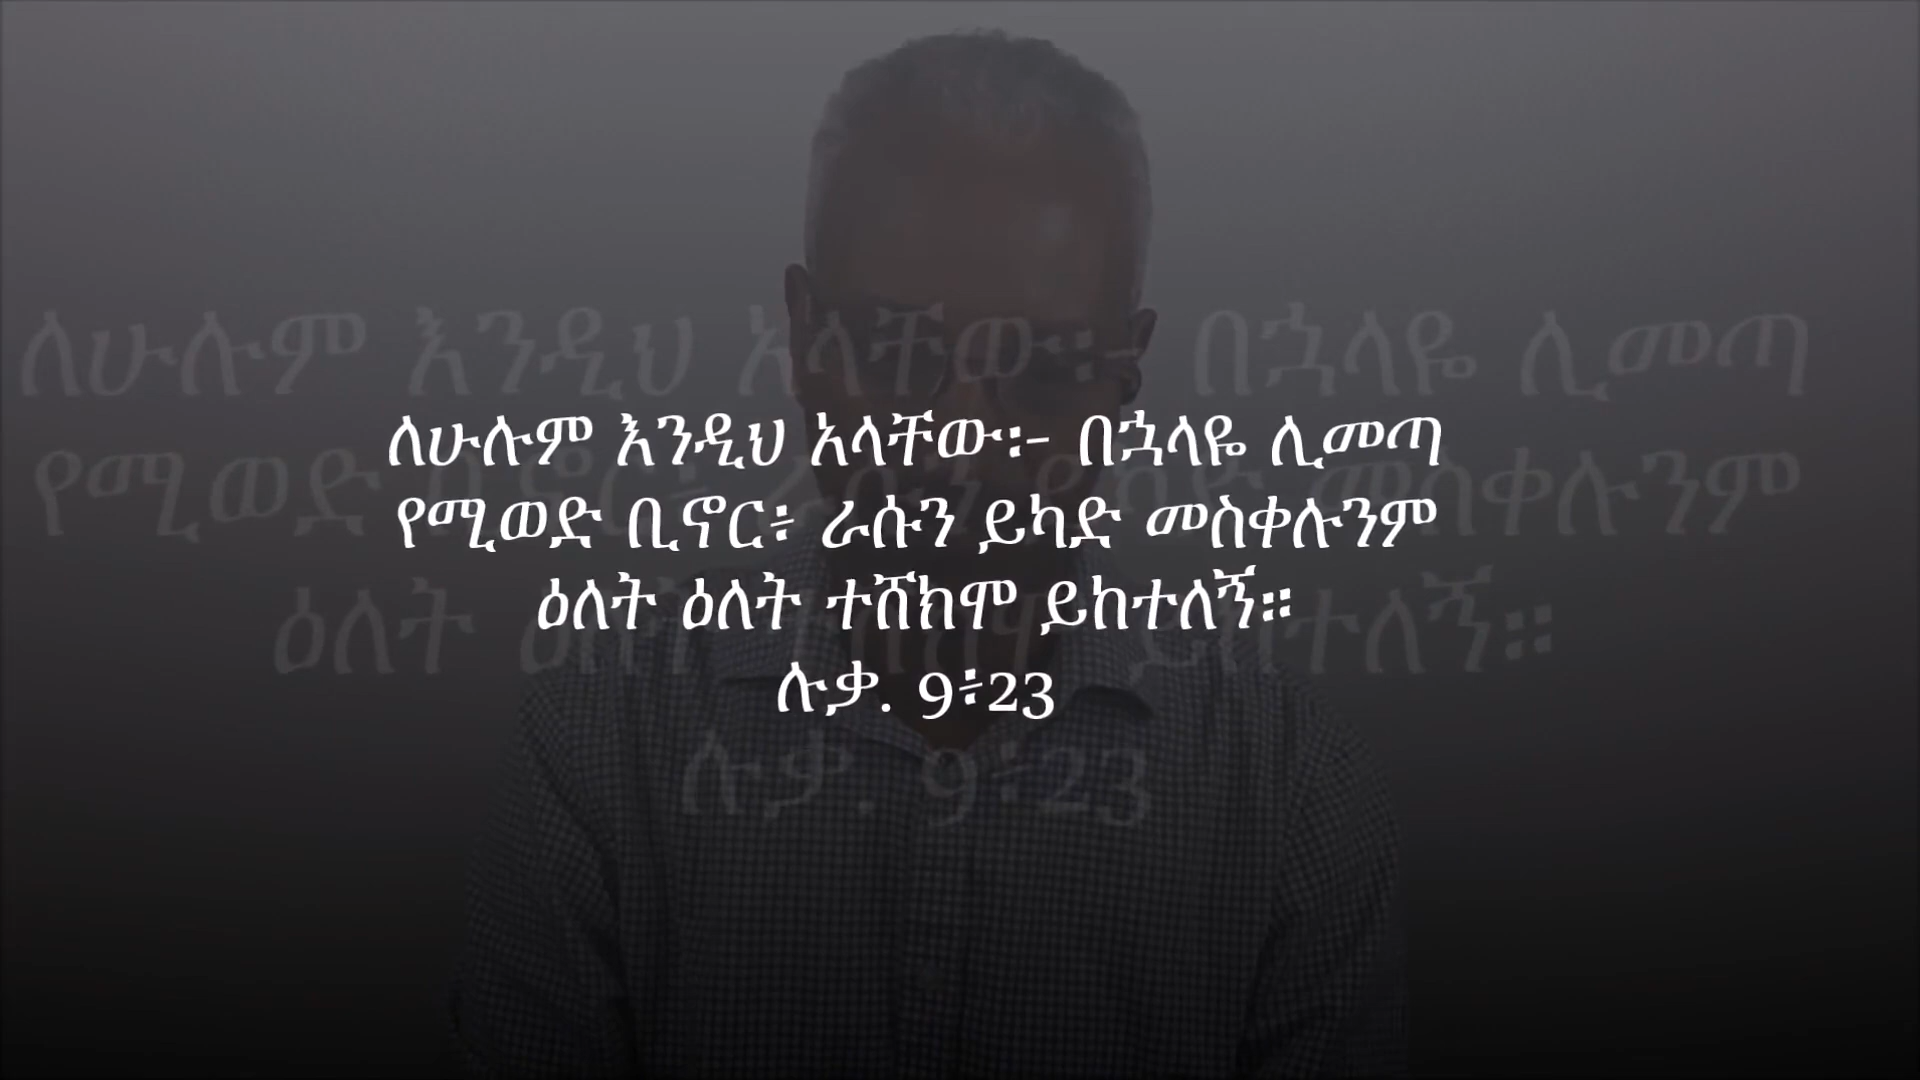 ለሁሉም እንዲህ አላቸው፡- በኋላዬ ሊመጣ
የሚወድ ቢኖር፥ ራሱን ይካድ መስቀሉንም
ዕለት ዕለት ተሸክሞ ይከተለኝ።
ሉቃ. 9፥23